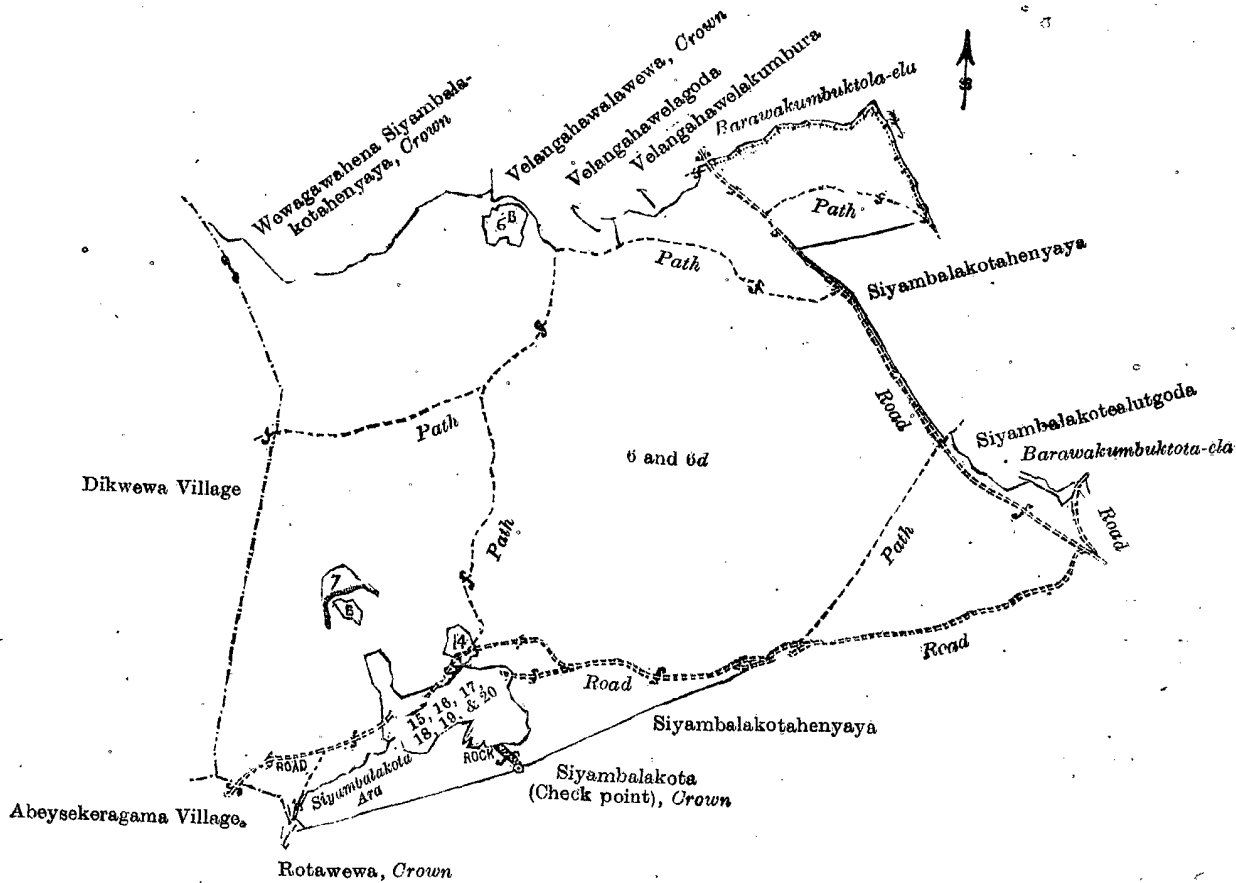 Wewagawahena Siyambala-
kotahenyaya, Crown
Velangahawalawewa, Crown
Velangahawelagoda
Velangahawelakumbura
Barawakumbuktola-elu
6B
Path
Path
Siyambalakotahenyaya
Path
Road
6 and 6d
Siyambalakotealutgoda
Barawakumbuktota-ela
Dikwewa Village
Path
Path
Road
7
8
14
Road
Road
15, 16, 17,
18, 19, & 20
Siyambalakotahenyaya
ROAD
ROCK
Siyambalakota
Ara
Siyambalakota
(Check point), Crown
Abeysekeragama Village.
Rotawewa, Crown